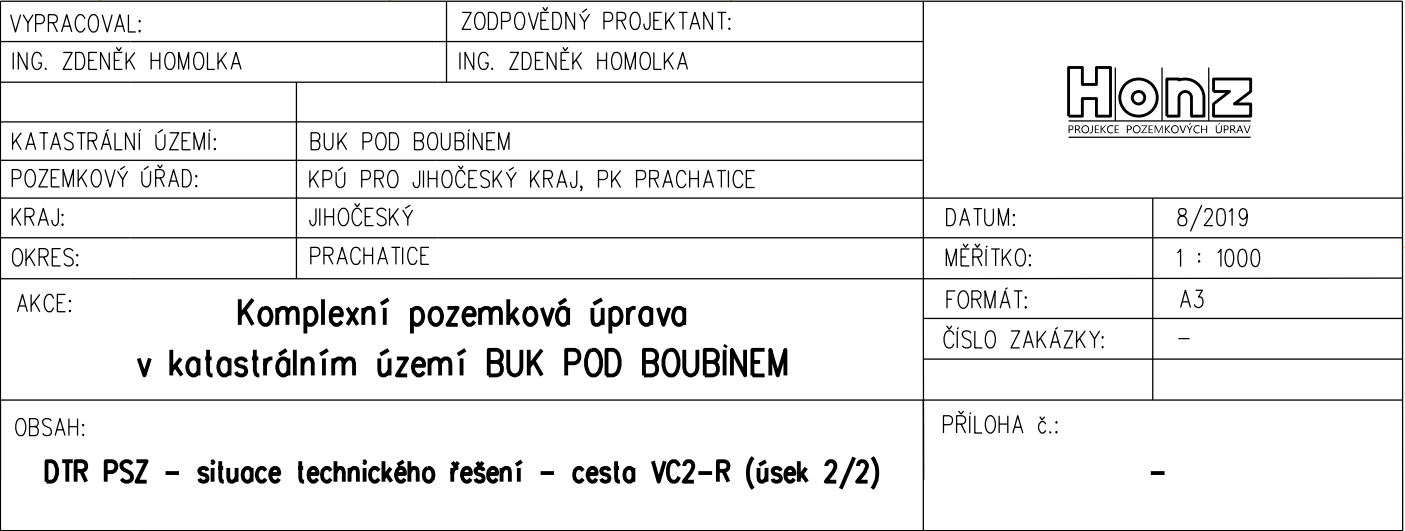 VYPRACOVAL:
ZODPOVĚDNÝ PROJEKTANT:
ING. ZDENĚK HOMOLKA
ING. ZDENĚK HOMOLKA
Honz
PROJEKCE POZEMKOVÝCH ÚPRAV
KATASTRÁLNÍ ÚZEMÍ:
BUK POD BOUBÍNEM
POZEMKOVÝ ÚŘAD:
KPÚ PRO JIHOČESKÝ KRAJ, PK PRACHATICE
KRAJ:
JIHOČESKÝ
DATUM:
8/2019
OKRES:
PRACHATICE
MĚŘÍTKO:
1 : 1000
AKCE:
Komplexní pozemková úprava
v katastrálním území BUK POD BOUBÍNEM
FORMÁT:
A3
ČÍSLO ZAKÁZKY:
–
OBSAH:
DTR PSZ – situace technického řešení – cesta VC2-R (úsek 2/2)
PŘÍLOHA č.:
–